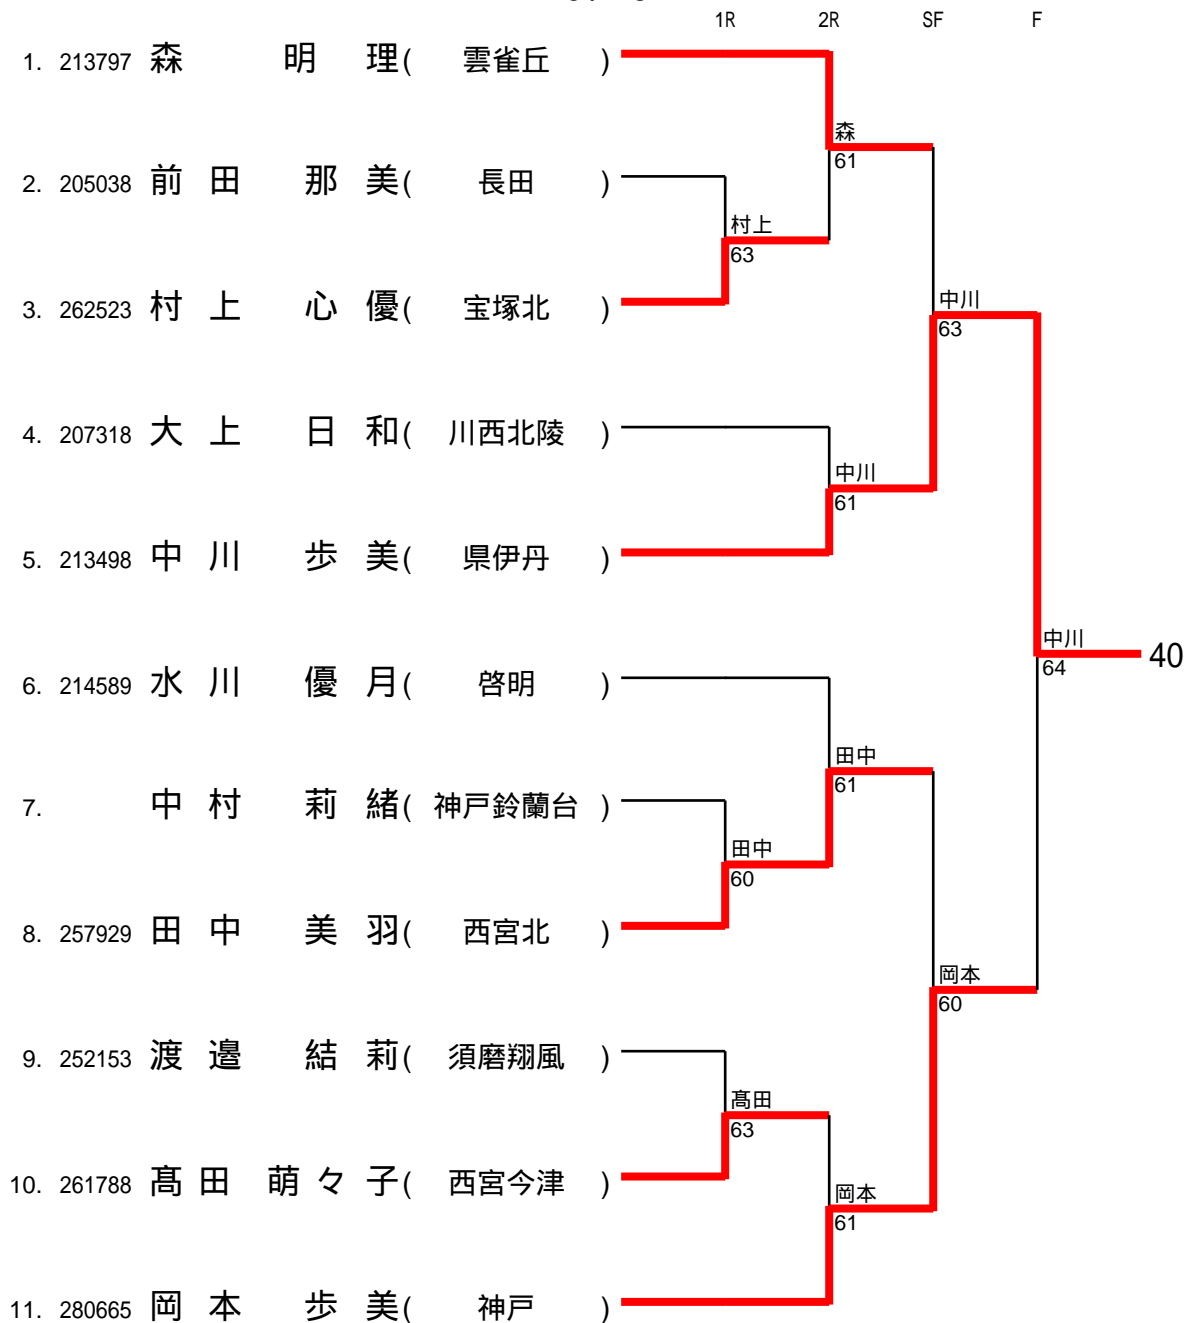 1R 2R SF F
1. 213797 森 明 理( 雲雀丘 )
森
61
2. 205038 前 田 那 美( 長田 )
村上
63
3. 262523 村 上 心 優( 宝塚北 )
中川
63
4. 207318 大 上 日 和( 川西北陵 )
中川
61
5. 213498 中 川 歩 美( 県伊丹 )
中川
64
40
6. 214589 水 川 優 月( 啓明 )
田中
61
7. 中 村 莉 緒( 神戸鈴蘭台 )
田中
60
8. 257929 田 中 美 羽( 西宮北 )
岡本
60
9. 252153 渡 邉 結 莉( 須磨翔風 )
髙田
63
10. 261788 髙 田 萌 々 子( 西宮今津 )
岡本
61
11. 280665 岡 本 歩 美( 神戸 )